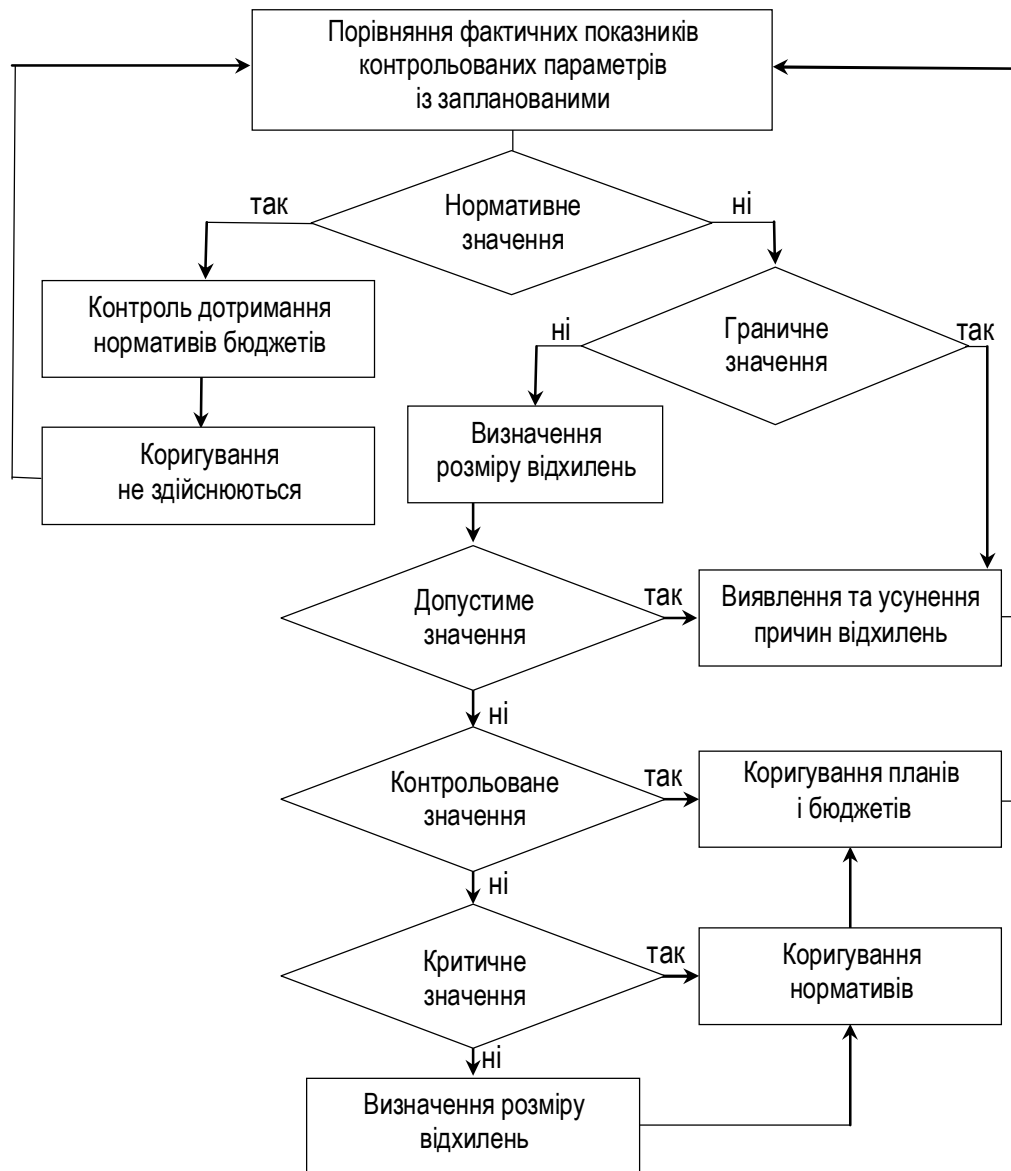 Порівняння фактичних показників
контрольованих параметрів
із запланованими
так
Нормативне
значення
ні
Контроль дотримання
нормативів бюджетів
ні
Граничне
значення
так
Коригування
не здійснюються
Визначення
розміру відхилень
Допустиме
значення
так
Виявлення та усунення
причин відхилень
ні
Контрольоване
значення
так
Коригування планів
і бюджетів
ні
Критичне
значення
так
Коригування
нормативів
ні
Визначення розміру
відхилень